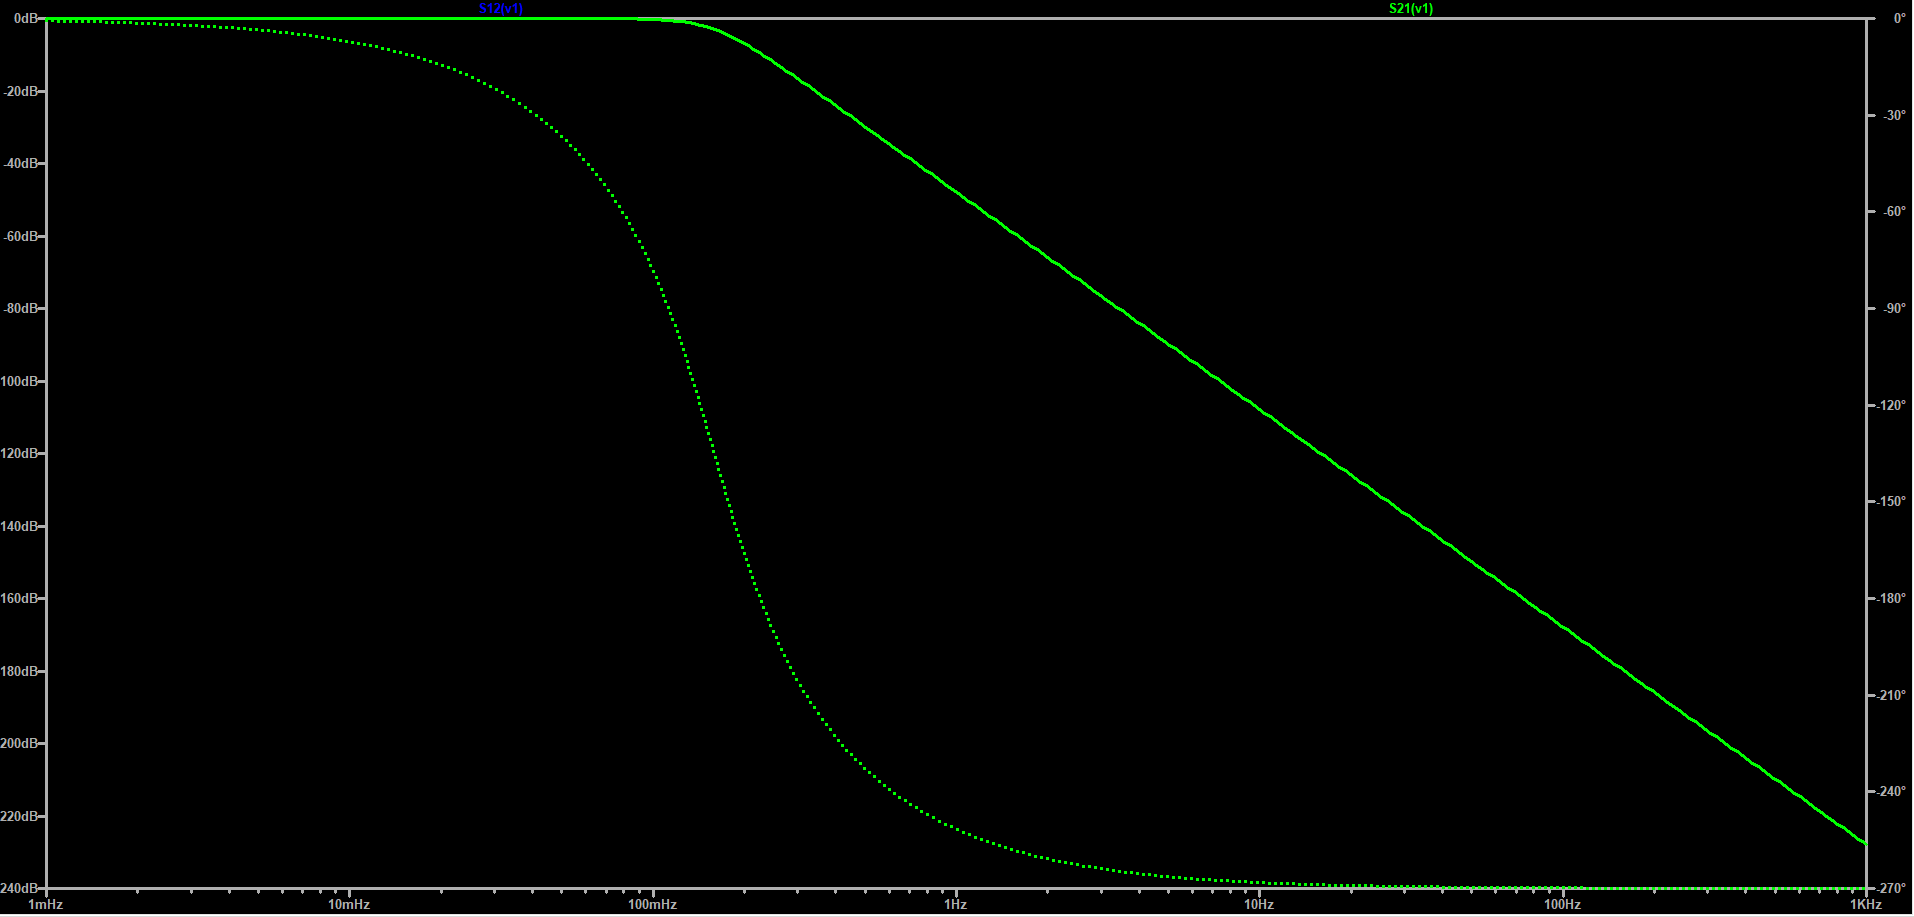 S12(v1) S21(v1)
0dB 0°
-20dB -30°
-40dB -60°
-60dB -90°
-80dB -120°
100dB -150°
120dB -180°
140dB -210°
160dB -240°
180dB -270°
200dB
220dB
240dB
1mHz 10mHz 100mHz 1Hz 10Hz 100Hz 1KHz